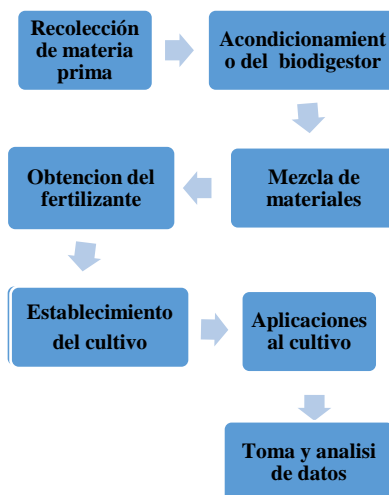 Recolección
de materia
prima
Acondicionamient
o del biodigestor
Mezcla de
materiales
Obtencion del
fertilizante
Establecimiento
del cultivo
Aplicaciones
al cultivo
Toma y analisi
de datos